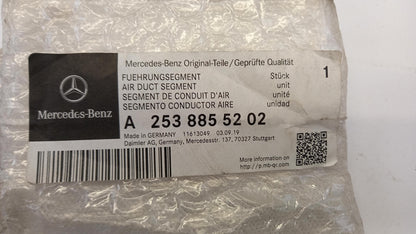 Mercedes-Benz Original-Teile/Geprüfte Qualität
FUEHRUNGSEGMENT Stück 1
AIR DUCT SEGMENT unit
SEGMENT DE CONDUIT D'AIR unité
SEGMENTO CONDUCTOR AIRE unidad
Mercedes-Benz
A 253 885 52 02
Made in GERMANY 11613049 03.09.19
Daimler AG, Germany, Mercedesstr. 137, 70327 Stuttgart
More information on
http://p.mb-qr.com